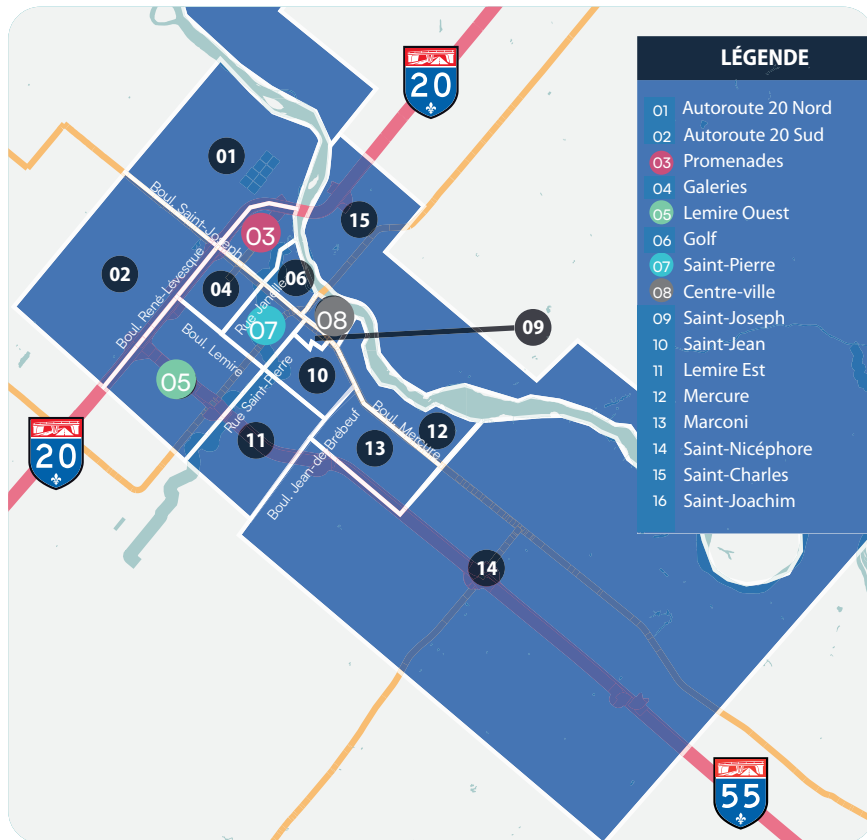 20
LÉGENDE
01 Autoroute 20 Nord
02 Autoroute 20 Sud
03 Promenades
04 Galeries
05 Lemire Ouest
06 Golf
07 Saint-Pierre
08 Centre-ville
09 Saint-Joseph
10 Saint-Jean
11 Lemire Est
12 Mercure
13 Marconi
14 Saint-Nicéphore
15 Saint-Charles
16 Saint-Joachim
01
Boul. Saint-Joseph
15
03
02
06
04
Boul. René-Lévesque
Rue Janelle
08
07
09
Boul. Lemire
05
10
Rue Saint-Pierre
Boul. Mercure
12
11
13
Boul. Jean-de Brébeuf
20
14
55